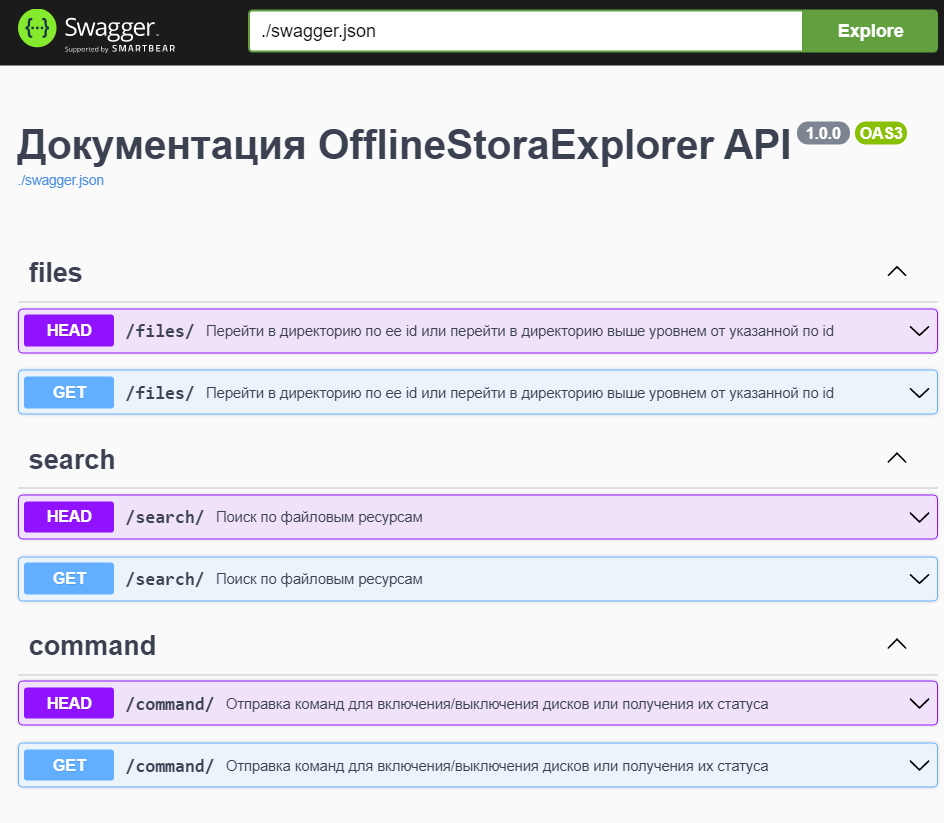 Swagger
Supported by SMARTBEAR
./swagger.json
Explore
Документация OfflineStoraExplorer API 1.0.0 OAS3
./swagger.json
files
HEAD /files/ Перейти в директорию по ее id или перейти в директорию выше уровнем от указанной по id
GET /files/ Перейти в директорию по ее id или перейти в директорию выше уровнем от указанной по id
search
HEAD /search/ Поиск по файловым ресурсам
GET /search/ Поиск по файловым ресурсам
command
HEAD /command/ Отправка команд для включения/выключения дисков или получения их статуса
GET /command/ Отправка команд для включения/выключения дисков или получения их статуса